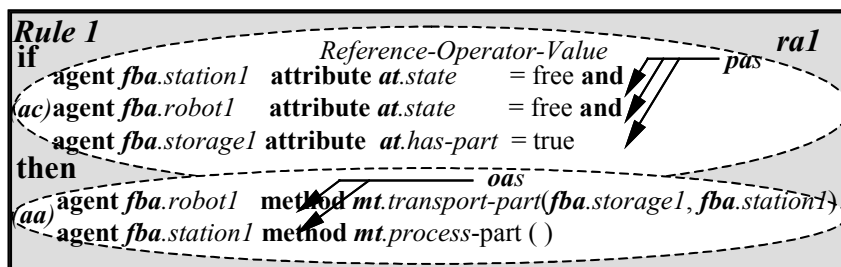 Rule 1 ra1
if Reference-Operator-Value
agent fba.station1 attribute at.state = free and pas
(ac) agent fba.robot1 attribute at.state = free and
agent fba.storage1 attribute at.has-part = true
then
oas
(aa) agent fba.robot1 method mt.transport-part(fba.storage1, fba.station1)
agent fba.station1 method mt.process-part ( )